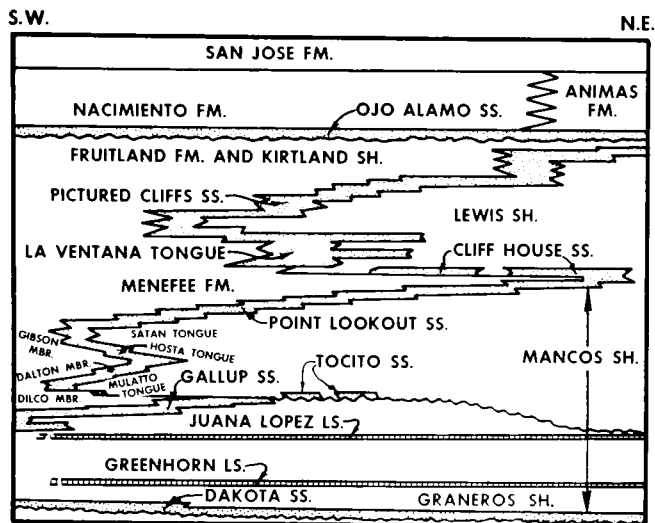 S.W.
N.E.
SAN JOSE FM.
NACIMIENTO FM.
OJO ALAMO SS.
ANIMAS
FM.
FRUITLAND FM. AND KIRTLAND SH.
PICTURED CLIFFS SS.
LEWIS SH.
LA VENTANA TONGUE
CLIFF HOUSE SS.
MENEFEE FM.
POINT LOOKOUT SS.
GIBSON
MBR.
SATAN TONGUE
HOSTA TONGUE
MANCOS SH.
DALTON MBR.
MULATTO
TONGUE
TOCITO SS.
GALLUP SS.
DILCO MBR.
JUANA LOPEZ LS.
GREENHORN LS.
DAKOTA SS.
GRANEROS SH.